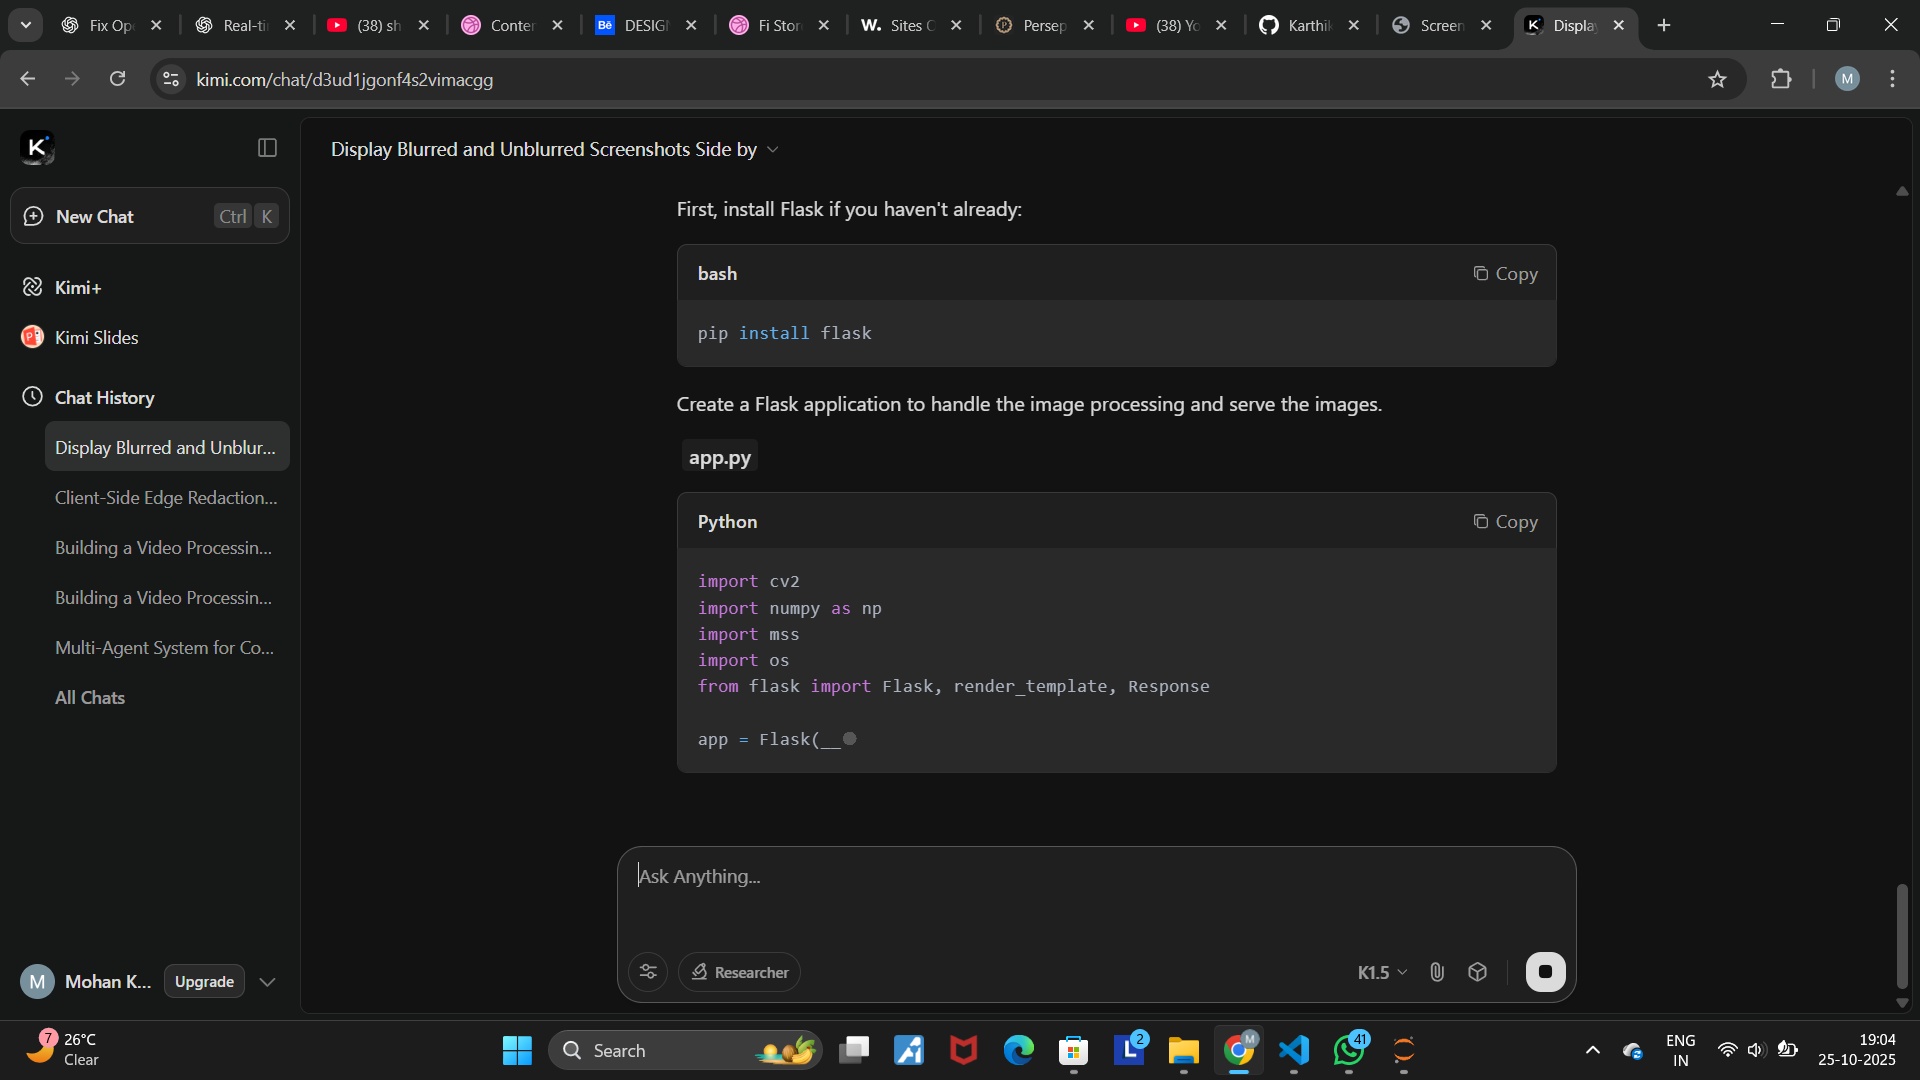 Fix Ope
Real-ti
(38) sh
Conter
Bē
DESIGN
Fi Stor
W.
Sites O
Persep
(38) Yo
Karthik
Screen
K
Displa
kimi.com/chat/d3ud1jgonf4s2vimacgg
M
K
Display Blurred and Unblurred Screenshots Side by
New Chat
Ctrl K
Kimi+
Kimi Slides
Chat History
Display Blurred and Unblur...
Client-Side Edge Redaction...
Building a Video Processin...
Building a Video Processin...
Multi-Agent System for Co...
All Chats
First, install Flask if you haven't already:
bash
Copy
pip install flask
Create a Flask application to handle the image processing and serve the images.
app.py
Python
Copy
import cv2
import numpy as np
import mss
import os
from flask import Flask, render_template, Response
app = Flask(__
Ask Anything...
Researcher
K1.5
M
Mohan K...
Upgrade
7
26°C
Clear
Search
L
2
M
41
ENG
IN
19:04
25-10-2025